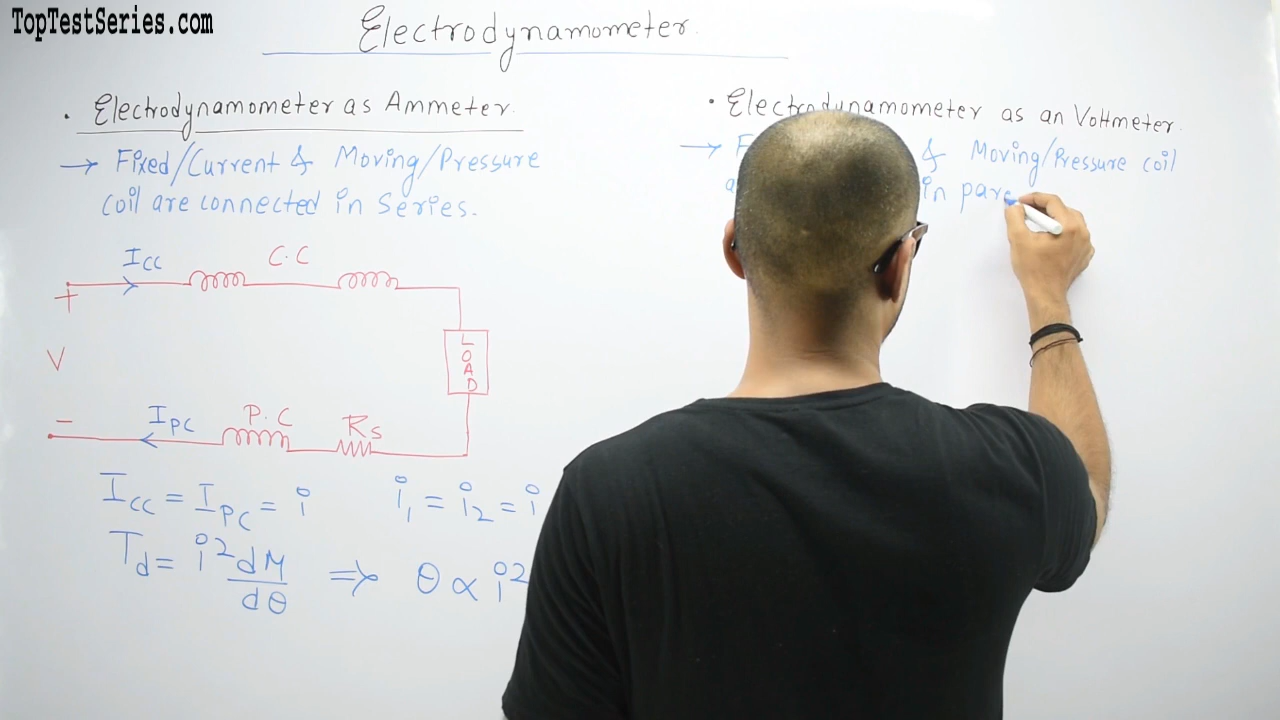 TopTestSeries.com
Electrodynamometer
· Electrodynamometer as Ammeter.
→ Fixed/Current & Moving/Pressure
coil are connected in Series.
Icc C.C
+
V
LOAD
-
IPC P.C Rs
Icc = IPC = i i1 = i2 = i
Td = i² dM/dθ ⇒ θ ∝ i²
· Electrodynamometer as an Voltmeter.
→ & Moving/Pressure coil
in para